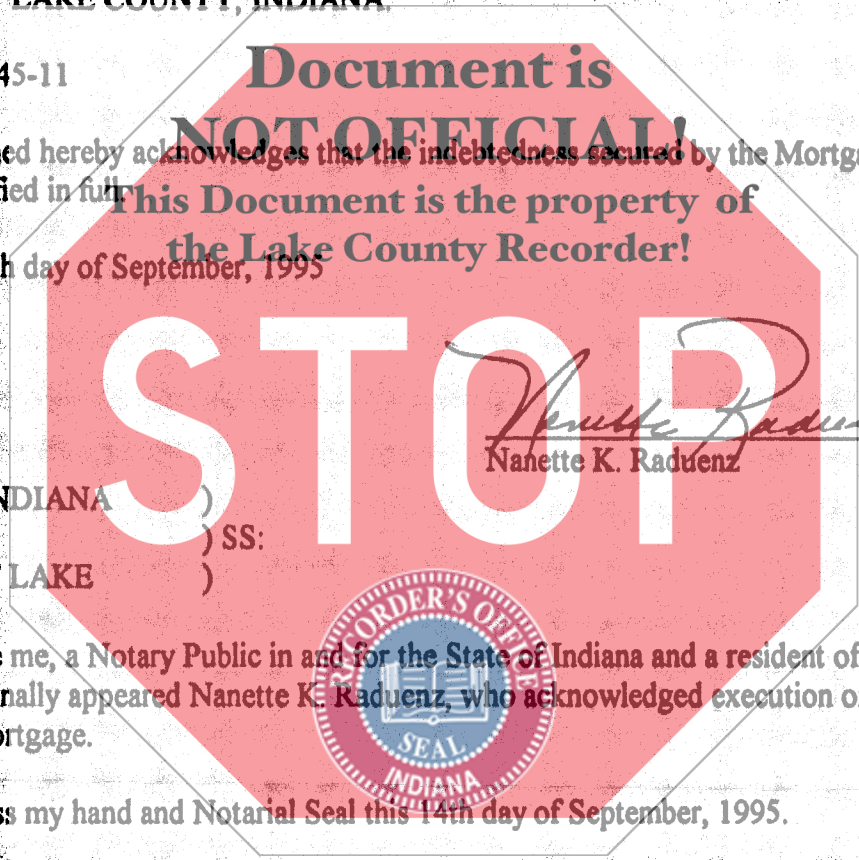 LAKE COUNTY, INDIANA.
Document is
45-11
NOT OFFICIAL!
ed hereby acknowledges that the indebtedness secured by the Mortg
fied in full.
This Document is the property of
the Lake County Recorder!
h day of September, 1995
STOP
Nanette Radue
Nanette K. Raduenz
NDIANA )
) SS:
LAKE )
RECORDER'S OFFICE
e me, a Notary Public in and for the State of Indiana and a resident of
nally appeared Nanette K. Raduenz, who acknowledged execution o
ortgage.
SEAL
INDIANA
ss my hand and Notarial Seal this 14th day of September, 1995.